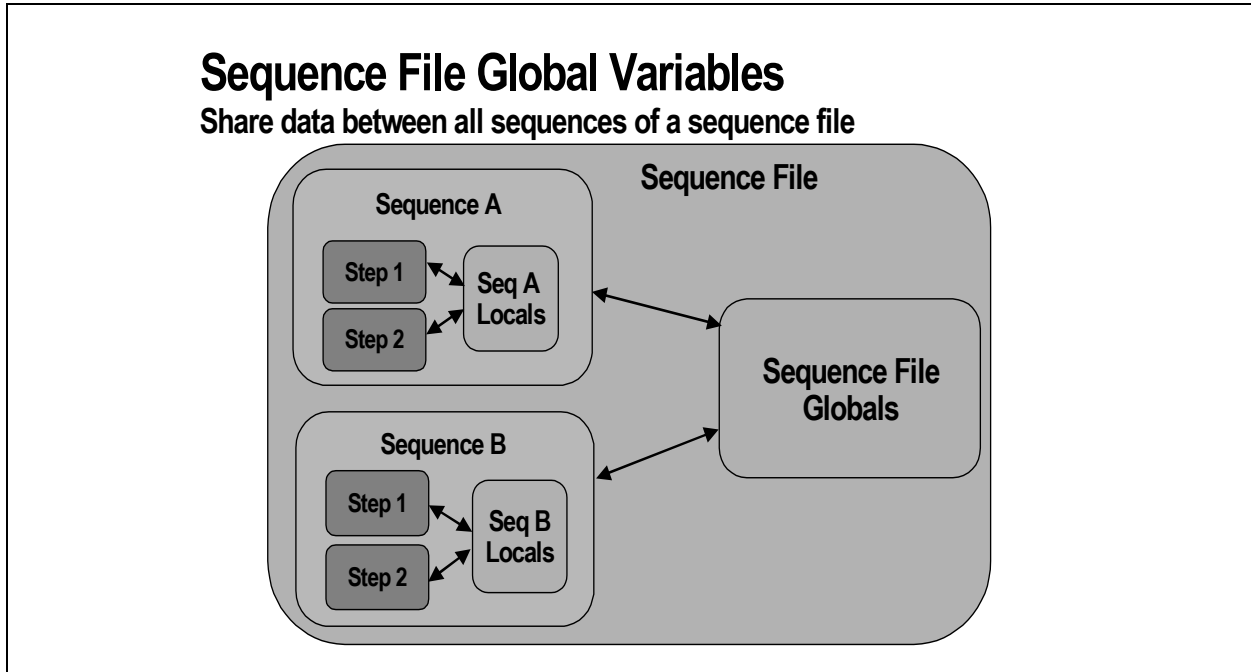 Sequence File Global Variables
Share data between all sequences of a sequence file
Sequence File
Sequence A
Step 1
Step 2
Seq A
Locals
Sequence File
Globals
Sequence B
Step 1
Step 2
Seq B
Locals